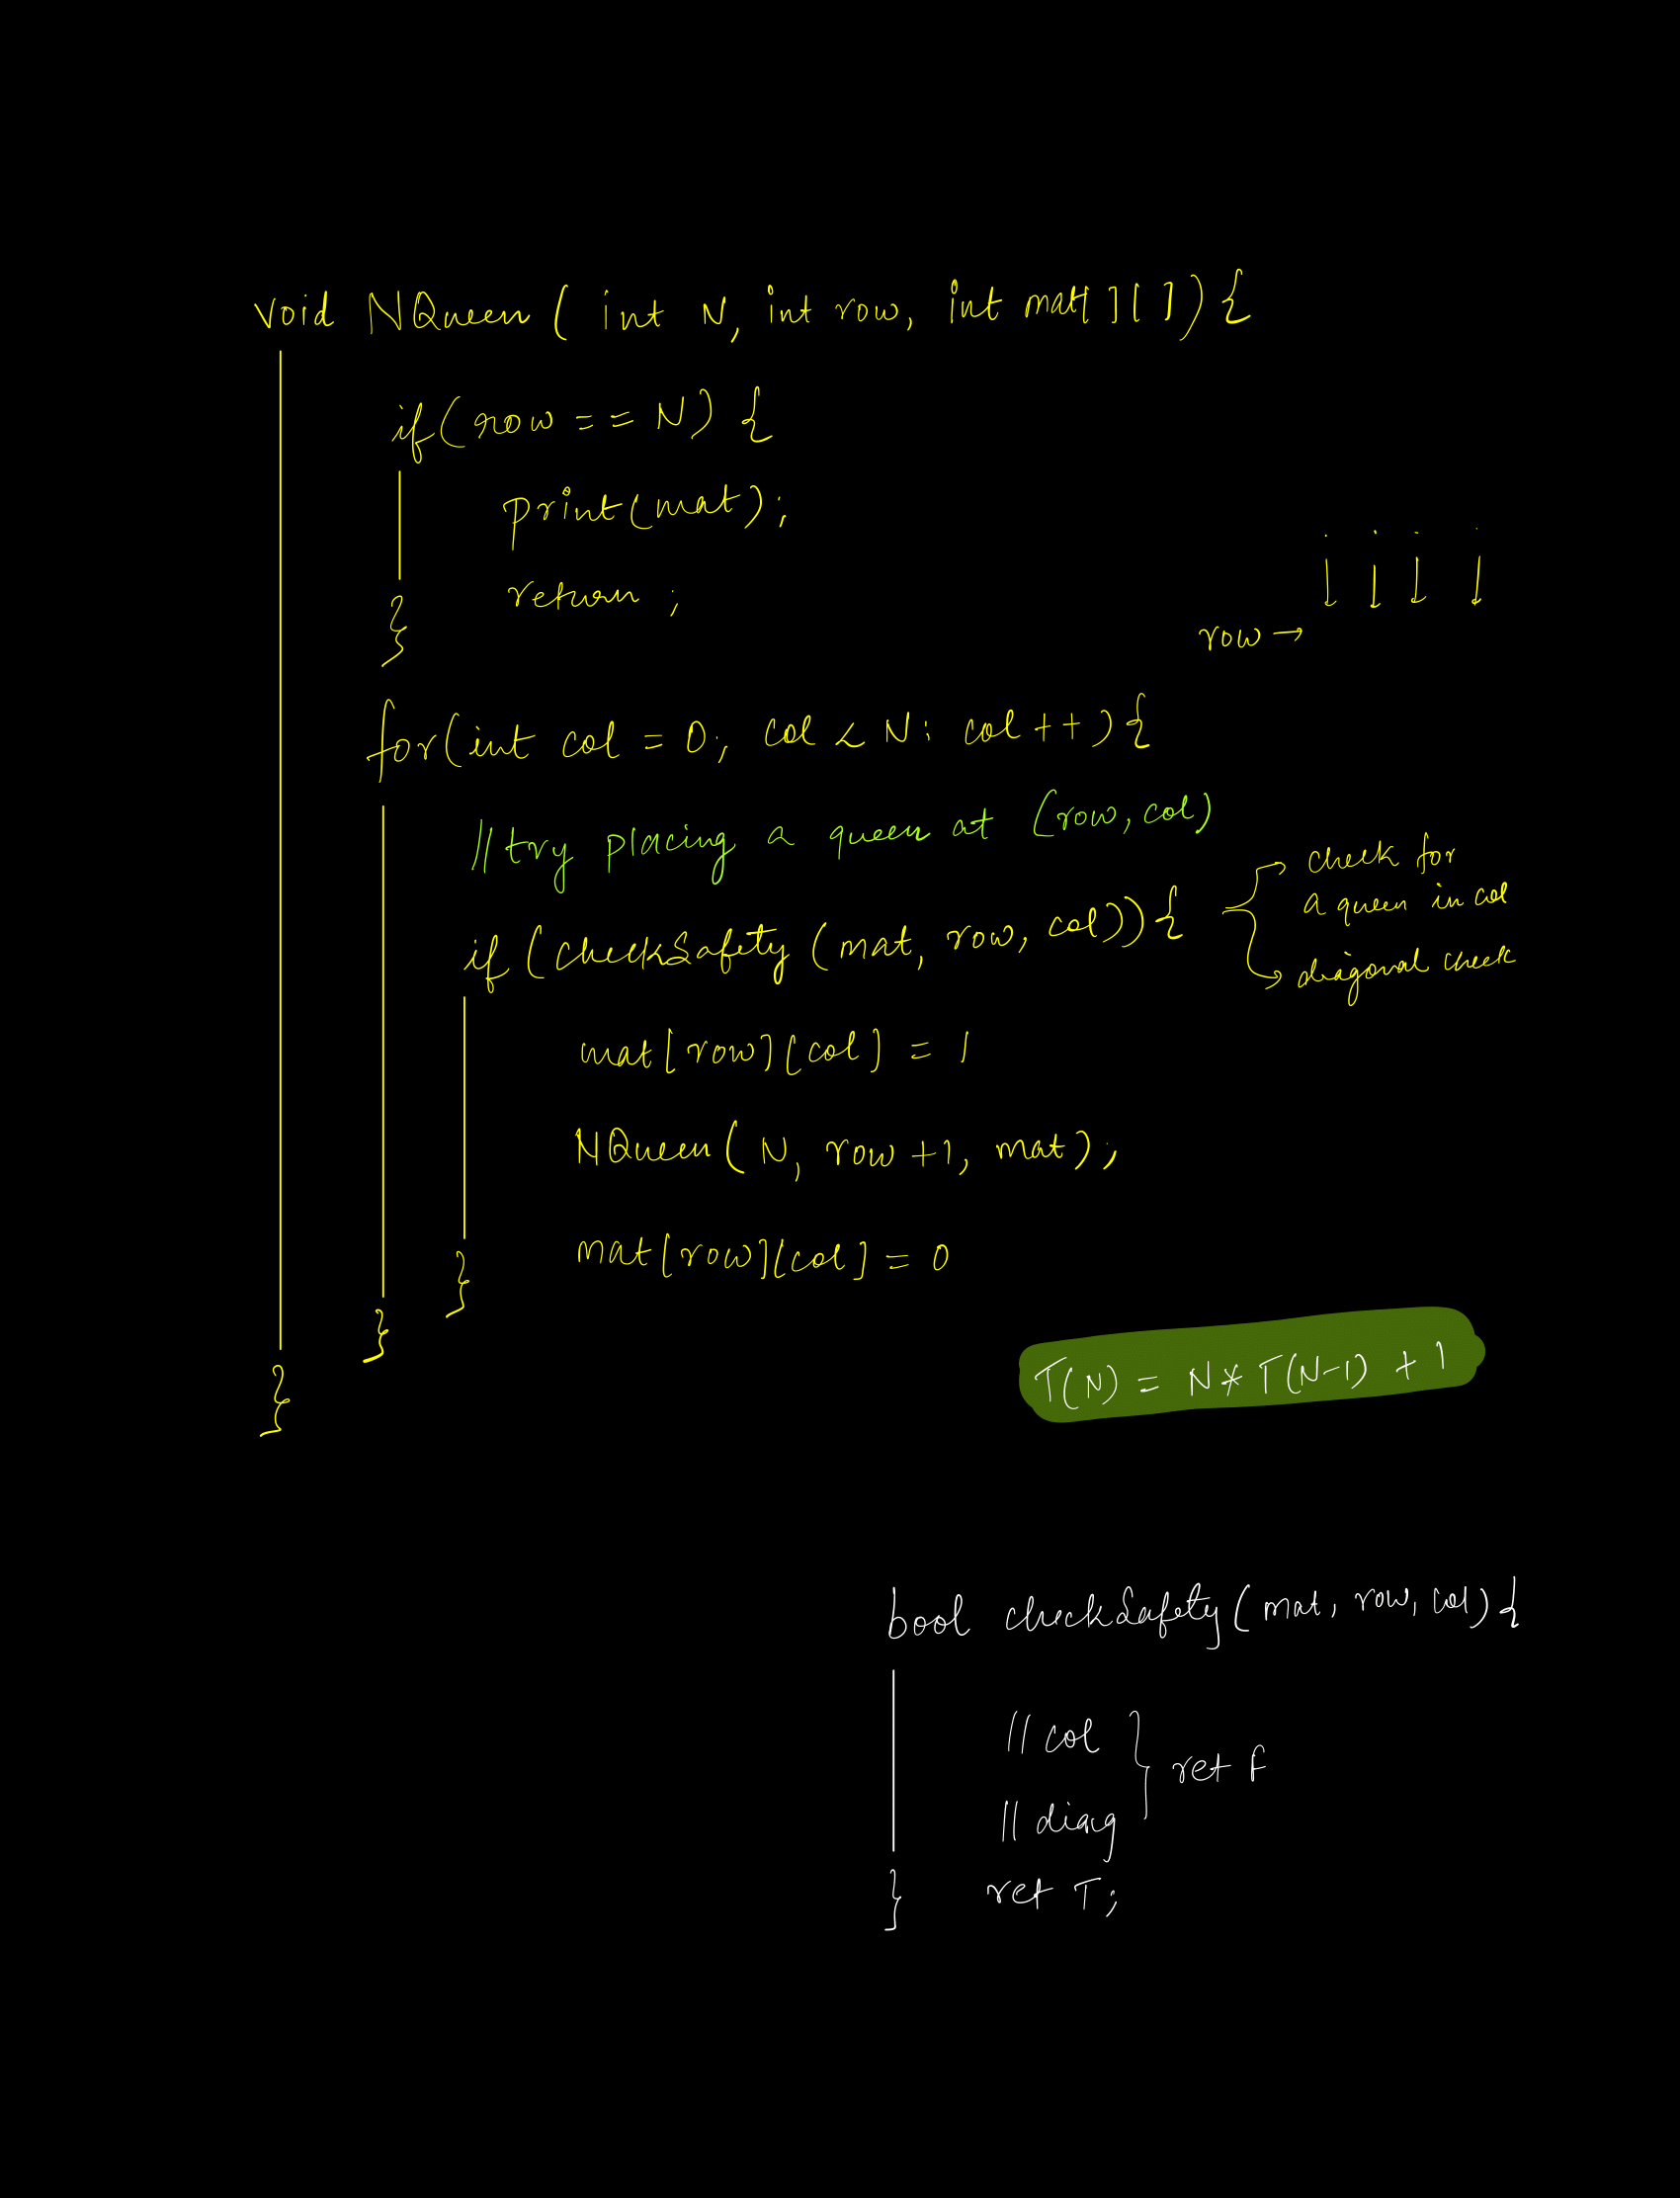 void NQueen ( int N, int row, int mat[ ][ ]) {
if(row == N) {
print(mat);
return ;
}
row →
for(int col = 0; col < N; col ++ ) {
//try placing a queen at (row, col)
if (checkSafety (mat, row, col)) {
check for
a queen in col
diagonal check
mat[row][col] = 1
NQueen ( N, row +1, mat);
mat[row][col] = 0
}
}
}
T(N) = N * T(N-1) + 1
bool checkSafety ( mat, row, col) {
// col
// diag
ret F
} ret T;